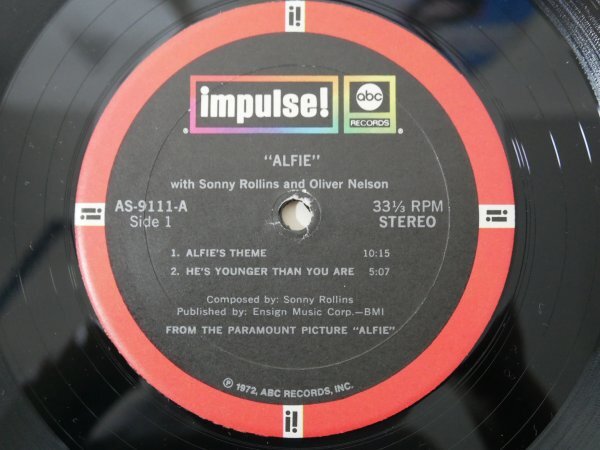 i!
impulse!
abc
RECORDS
®
®
"ALFIE"
with Sonny Rollins and Oliver Nelson
AS-9111-A
33⅓ RPM
Side 1
STEREO
i!
i!
1. ALFIE'S THEME 10:15
2. HE'S YOUNGER THAN YOU ARE 5:07
Composed by: Sonny Rollins
Published by: Ensign Music Corp.—BMI
FROM THE PARAMOUNT PICTURE "ALFIE"
℗ 1972, ABC RECORDS, INC.
i!